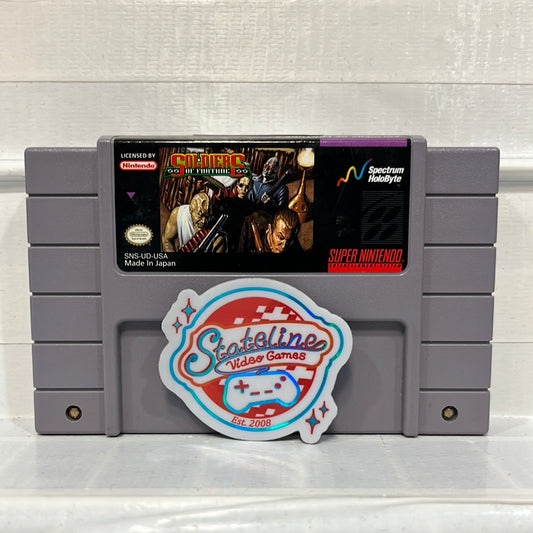 LICENSED BY
Nintendo
SNS-UD-USA
Made In Japan
SOLDIERS
OF FORTUNE
Spectrum
HoloByte™
SUPER NINTENDO
ENTERTAINMENT SYSTEM
Stateline
Video Games
Est. 2008